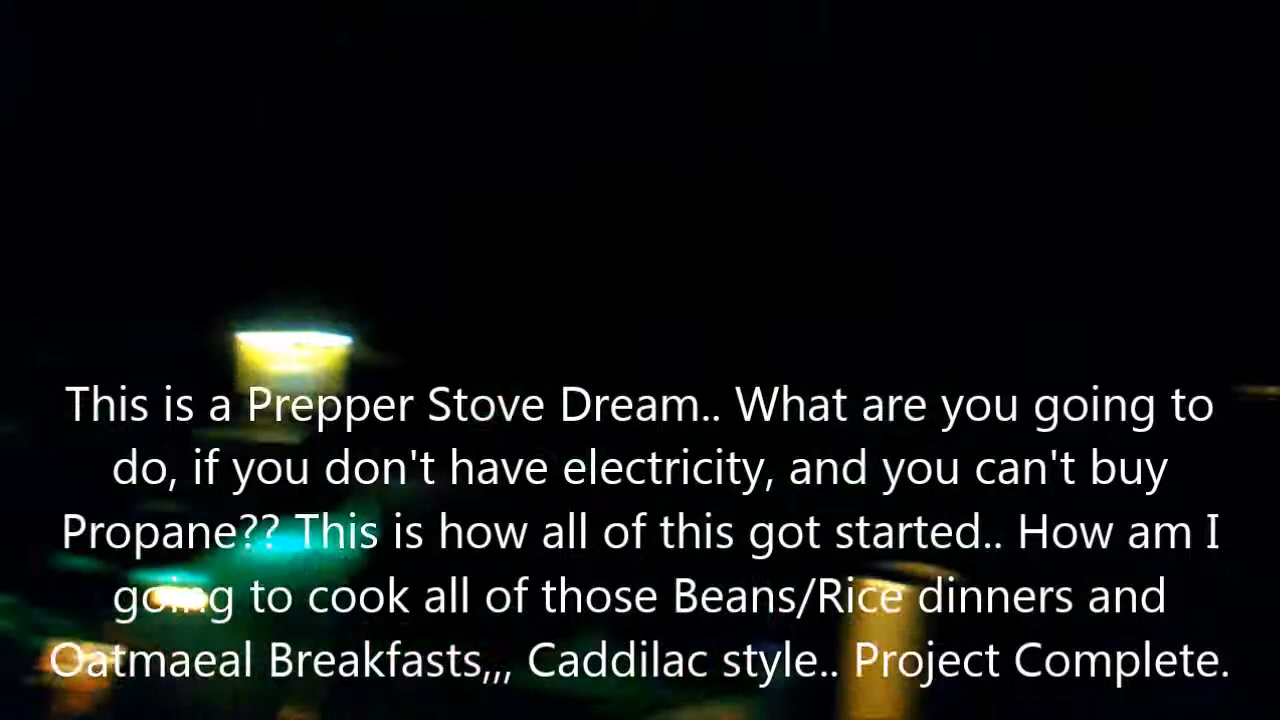 This is a Prepper Stove Dream.. What are you going to
do, if you don't have electricity, and you can't buy
Propane?? This is how all of this got started.. How am I
going to cook all of those Beans/Rice dinners and
Oatmaeal Breakfasts,,, Caddilac style.. Project Complete.